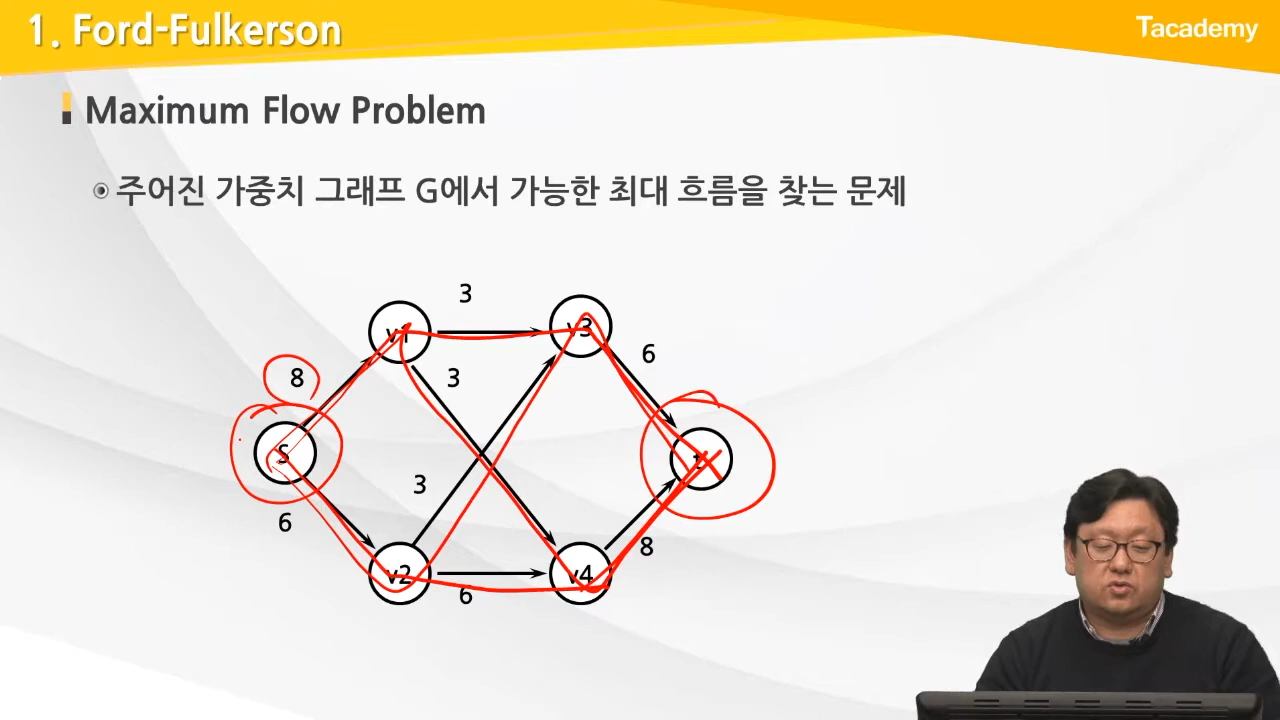 1. Ford-Fulkerson
Tacademy
Maximum Flow Problem
주어진 가중치 그래프 G에서 가능한 최대 흐름을 찾는 문제
3
v1
v3
6
8
3
S
t
3
6
v2
v4
8
6